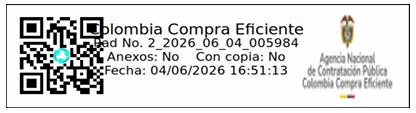 Colombia Compra Eficiente
Rad No. 2_2026_06_04_005984
Anexos: No Con copia: No
Fecha: 04/06/2026 16:51:13
Agencia Nacional
de Contratación Pública
Colombia Compra Eficiente